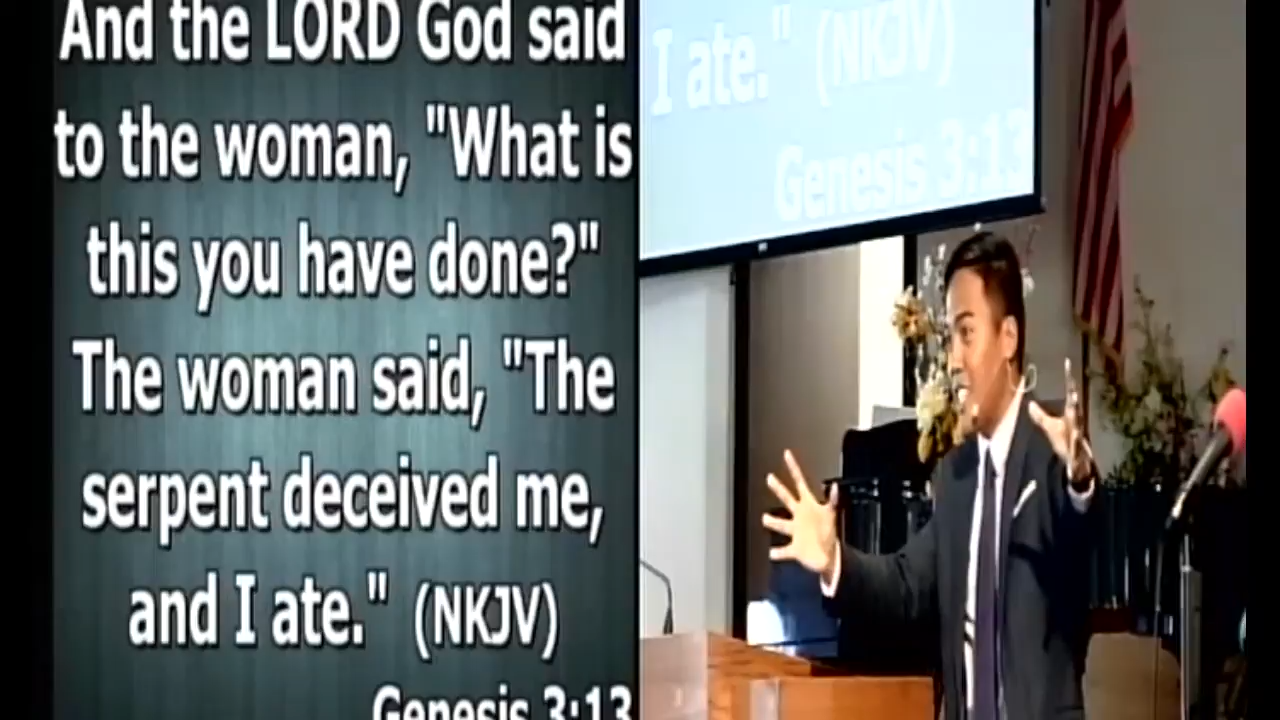 And the LORD God said
to the woman, "What is
this you have done?"
The woman said, "The
serpent deceived me,
and I ate." (NKJV)
Genesis 3:13
I ate." (NKJV)
Genesis 3:13